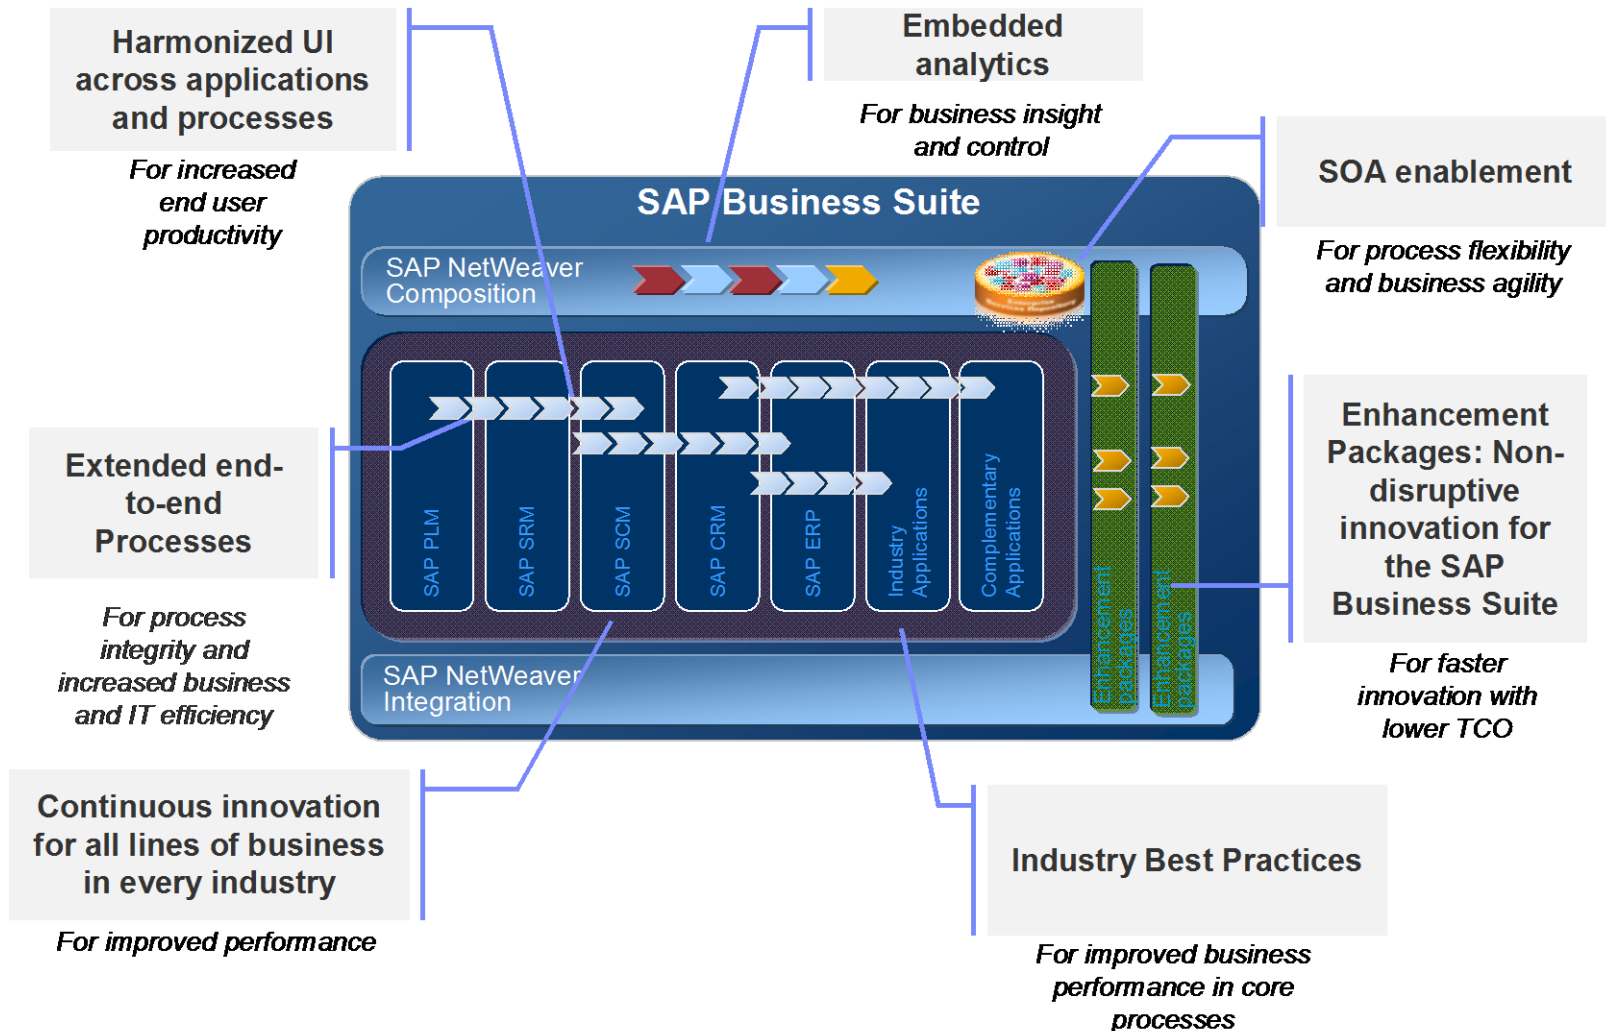 Harmonized UI
across applications
and processes
For increased
end user
productivity
Embedded
analytics
For business insight
and control
SOA enablement
For process flexibility
and business agility
SAP Business Suite
SAP NetWeaver
Composition
Enterprise
Services Repository
SAP PLM
SAP SRM
SAP SCM
SAP CRM
SAP ERP
Industry
Applications
Complementary
Applications
Enhancement
packages
Enhancement
packages
SAP NetWeaver
Integration
Extended end-
to-end
Processes
For process
integrity and
increased business
and IT efficiency
Enhancement
Packages: Non-
disruptive
innovation for
the SAP
Business Suite
For faster
innovation with
lower TCO
Continuous innovation
for all lines of business
in every industry
For improved performance
Industry Best Practices
For improved business
performance in core
processes